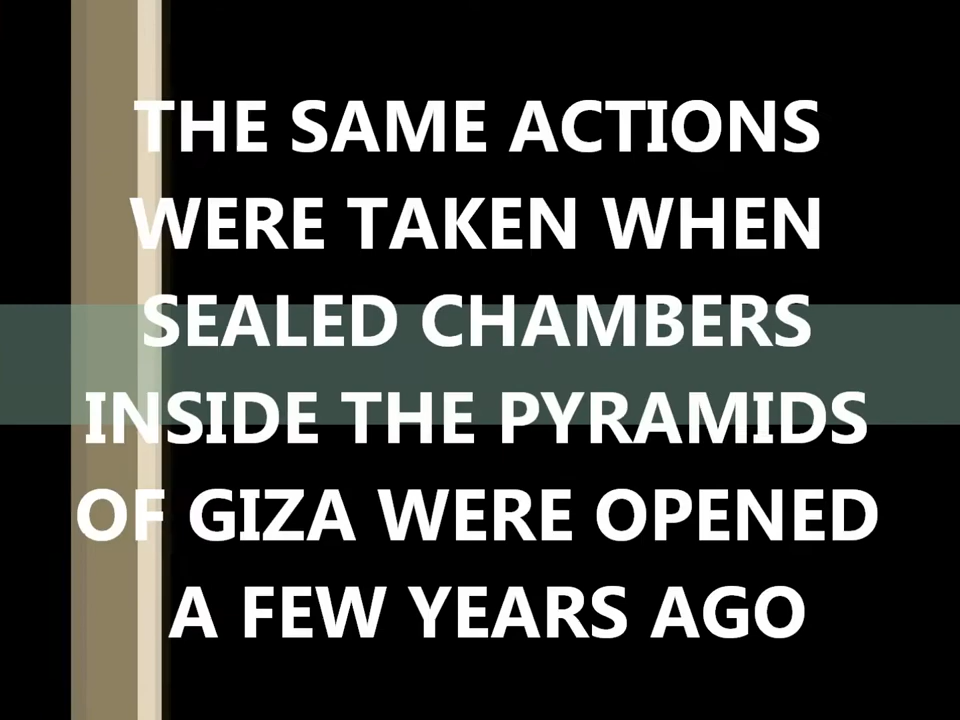 THE SAME ACTIONS
WERE TAKEN WHEN
SEALED CHAMBERS
INSIDE THE PYRAMIDS
OF GIZA WERE OPENED
A FEW YEARS AGO